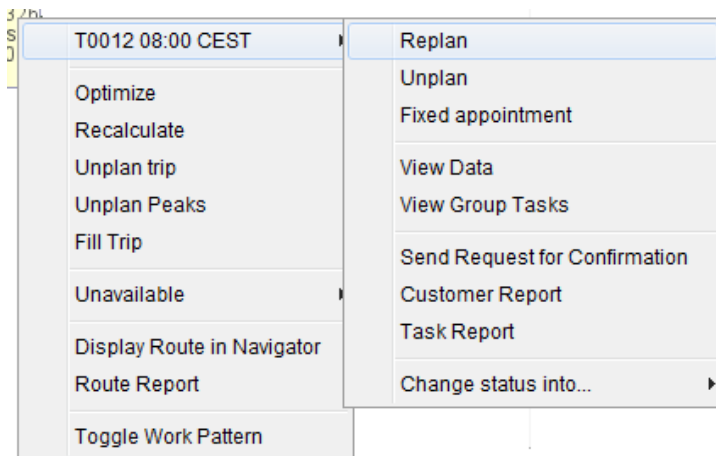 T0012 08:00 CEST
Optimize
Recalculate
Unplan trip
Unplan Peaks
Fill Trip
Unavailable
Display Route in Navigator
Route Report
Toggle Work Pattern
Replan
Unplan
Fixed appointment
View Data
View Group Tasks
Send Request for Confirmation
Customer Report
Task Report
Change status into...